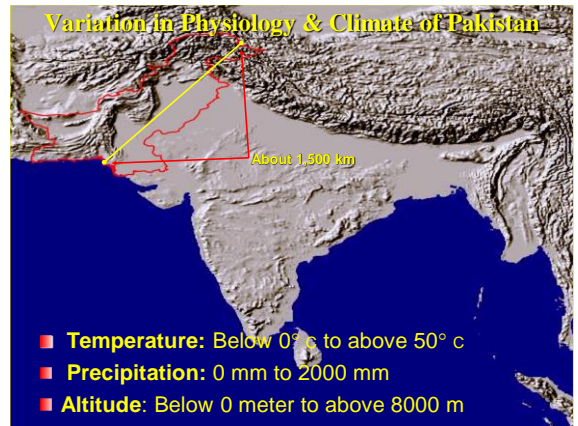 Variation in Physiology & Climate of Pakistan
About 1,500 km
Temperature: Below 0° c to above 50° c
Precipitation: 0 mm to 2000 mm
Altitude: Below 0 meter to above 8000 m